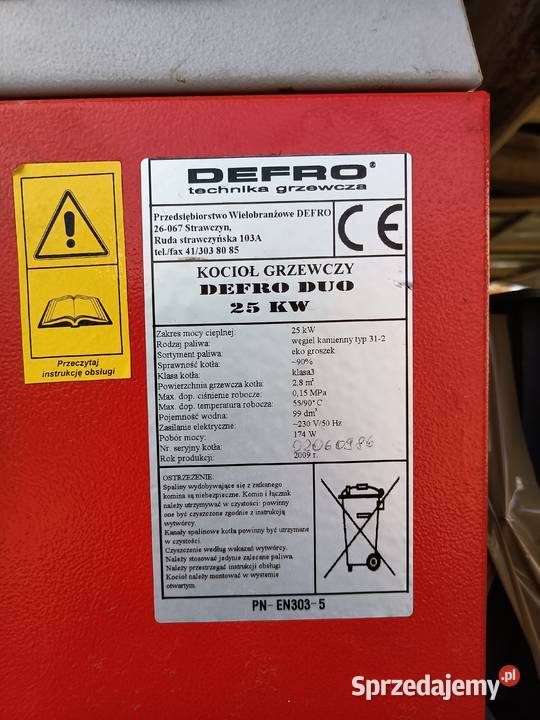 DEFRO®
technika grzewcza
Przedsiębiorstwo Wielobranżowe DEFRO
26-067 Strawczyn,
Ruda strawczyńska 103A
tel./fax 41/303 80 85
CE
KOCIOŁ GRZEWCZY
DEFRO DUO
25 KW
Zakres mocy cieplnej: 25 kW
Rodzaj paliwa: węgiel kamienny typ 31-2
Sortyment paliwa: eko groszek
Sprawność kotła: ~90%
Klasa kotła: klasa3
Powierzchnia grzewcza kotła: 2,8 m²
Max. dop. ciśnienie robocze: 0,15 MPa
Max. dop. temperatura robocza: 55/90° C
Pojemność wodna: 99 dm³
Zasilanie elektryczne: ~230 V/50 Hz
Pobór mocy: 174 W
Nr. seryjny kotła: 02060986
Rok produkcji: 2009 r.
OSTRZEŻENIE:
Spaliny wydobywające się z zatkanego
komina są niebezpieczne. Komin i łącznik
należy utrzymywać w czystości: powinny
one być czyszczone zgodnie z instrukcją
wytwórcy.
Kanały spalinowe kotła powinny być utrzymane
w czystości.
Czyszczenie według wskazań wytwórcy.
Należy stosować jedynie zalecane paliwa.
Należy przestrzegać instrukcji obsługi
Kocioł należy montować w wystemie
otwartym.
PN-EN303-5
Przeczytaj
instrukcję obsługi
Sprzedajemy.pl